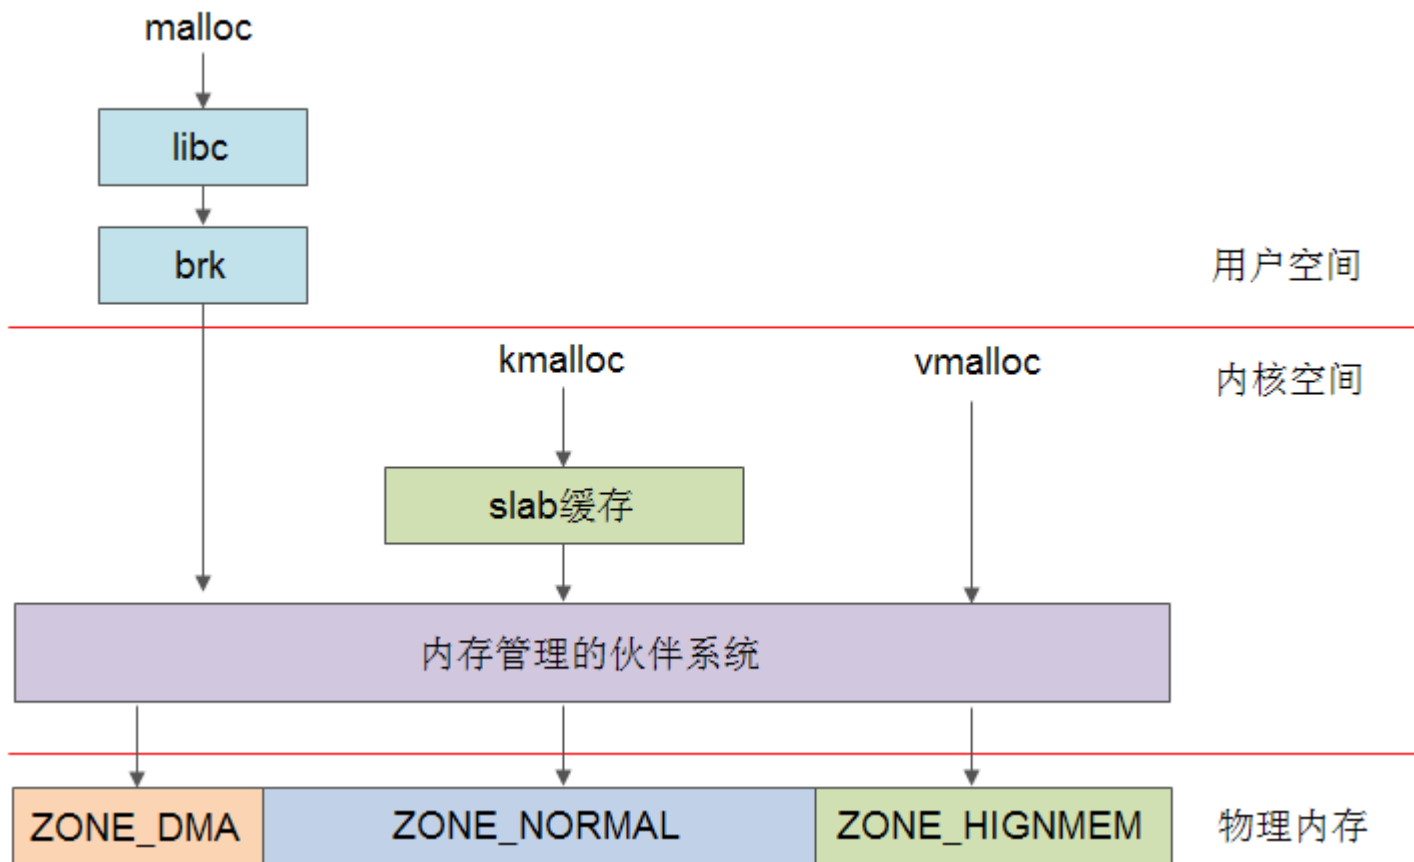 malloc
libc
brk
用户空间
kmalloc
vmalloc
内核空间
slab缓存
内存管理的伙伴系统
ZONE_DMA
ZONE_NORMAL
ZONE_HIGNMEM
物理内存